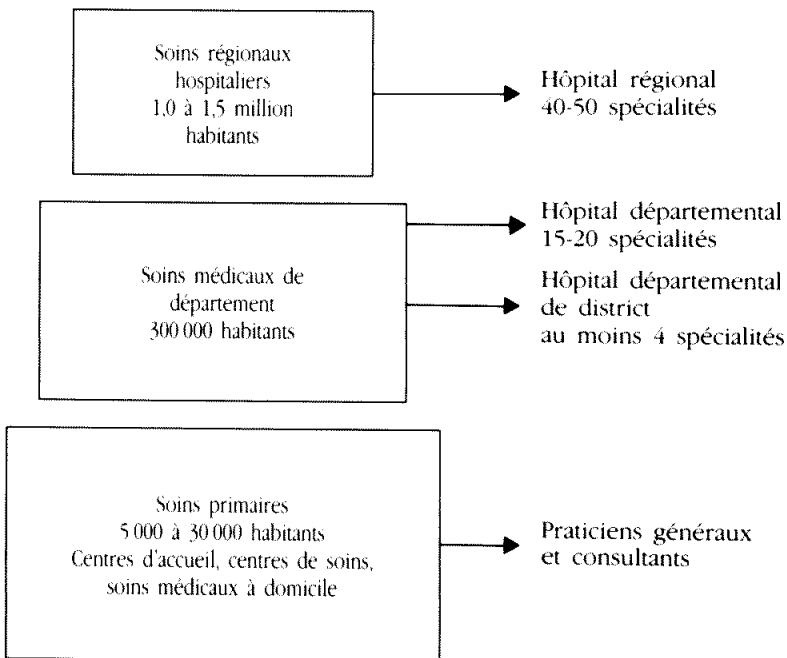 Soins régionaux
hospitaliers
1,0 à 1,5 million
habitants
Hôpital régional
40-50 spécialités
Soins médicaux de
département
300 000 habitants
Hôpital départemental
15-20 spécialités
Hôpital départemental
de district
au moins 4 spécialités
Soins primaires
5 000 à 30 000 habitants
Centres d'accueil, centres de soins,
soins médicaux à domicile
Praticiens généraux
et consultants